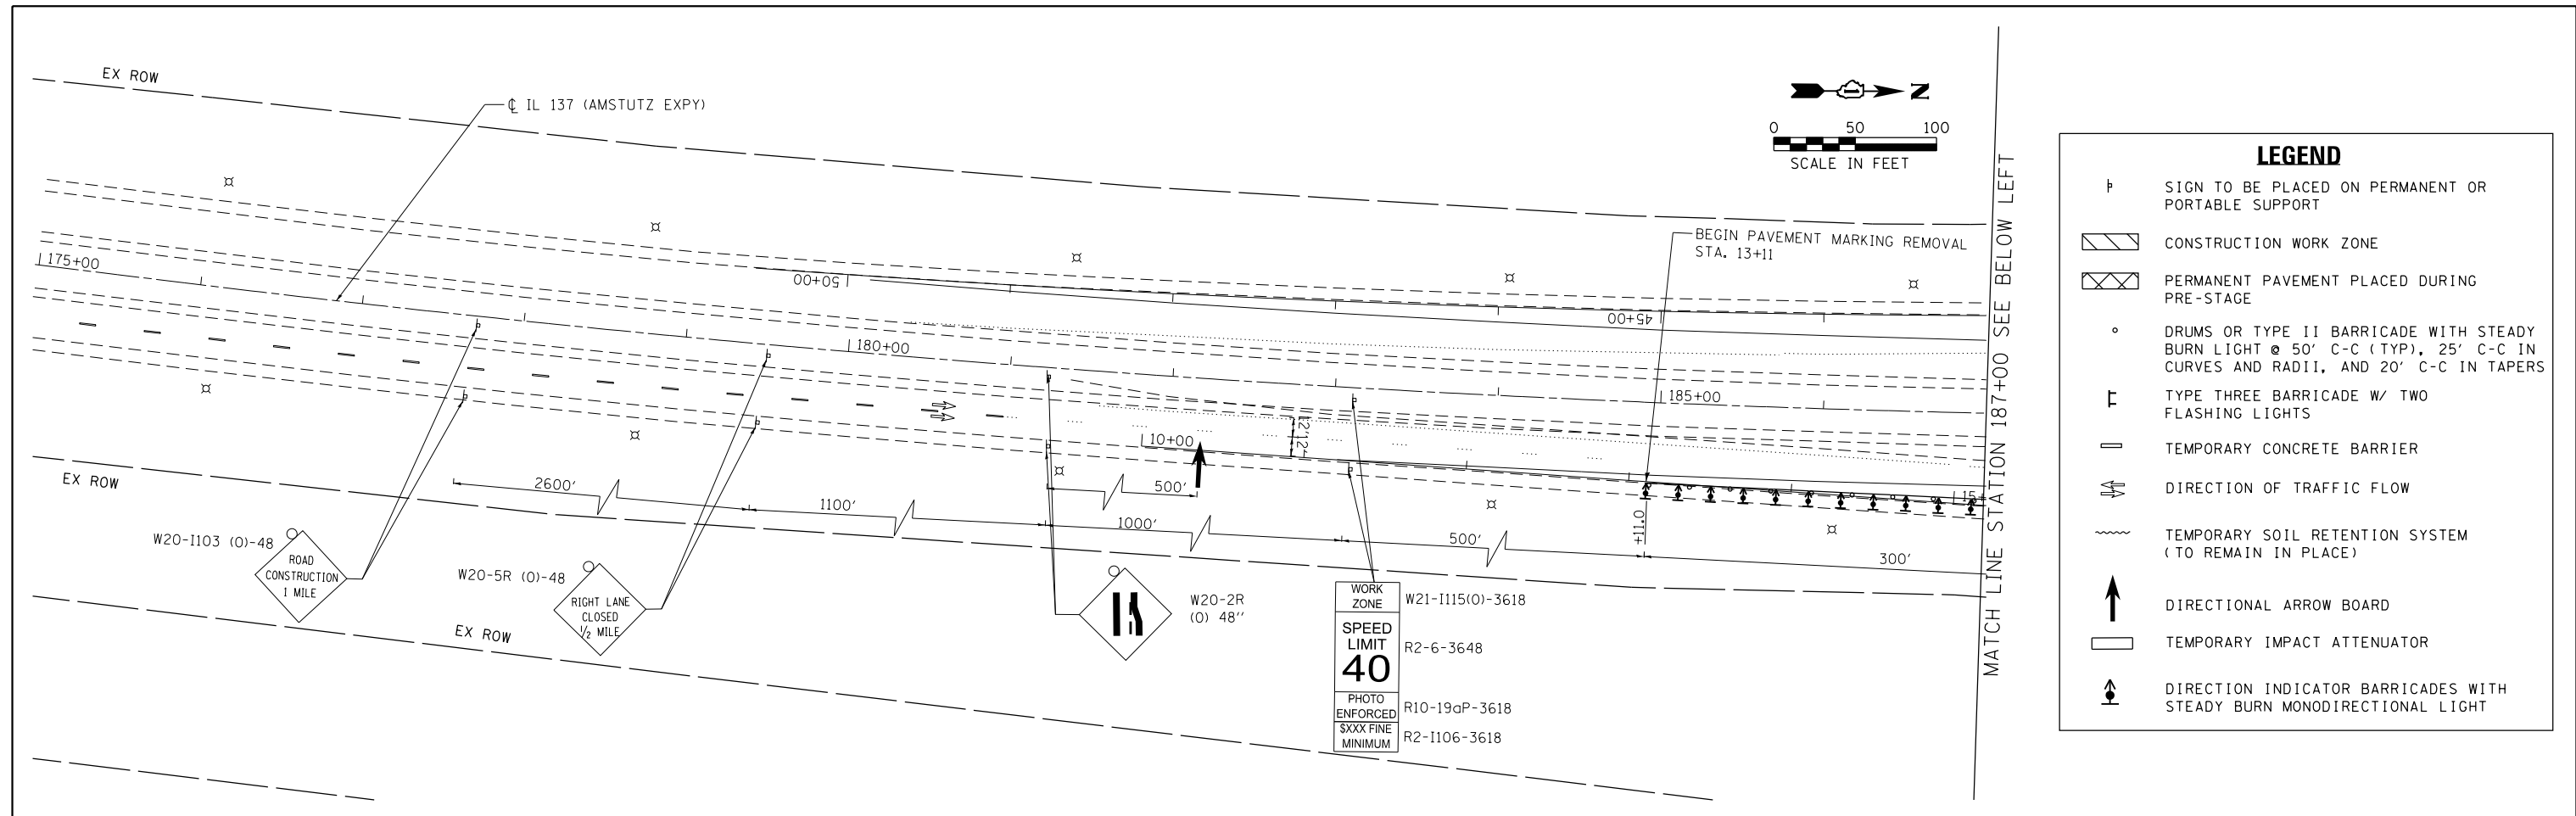 EX ROW
℄ IL 137 (AMSTUTZ EXPY)
N
0 50 100
SCALE IN FEET
BEGIN PAVEMENT MARKING REMOVAL
STA. 13+11
175+00
50+00
45+00
180+00
185+00
10+00
12' 12'
15+
+11.0
EX ROW
2600'
1100'
500'
1000'
500'
300'
W20-I103 (O)-48
ROAD
CONSTRUCTION
1 MILE
W20-5R (O)-48
RIGHT LANE
CLOSED
1/2 MILE
EX ROW
W20-2R
(O) 48"
WORK
ZONE
W21-I115(O)-3618
SPEED
LIMIT
40
R2-6-3648
PHOTO
ENFORCED
R10-19aP-3618
$XXX FINE
MINIMUM
R2-I106-3618
MATCH LINE STATION 187+00 SEE BELOW LEFT
LEGEND
SIGN TO BE PLACED ON PERMANENT OR
PORTABLE SUPPORT
CONSTRUCTION WORK ZONE
PERMANENT PAVEMENT PLACED DURING
PRE-STAGE
DRUMS OR TYPE II BARRICADE WITH STEADY
BURN LIGHT @ 50' C-C (TYP), 25' C-C IN
CURVES AND RADII, AND 20' C-C IN TAPERS
TYPE THREE BARRICADE W/ TWO
FLASHING LIGHTS
TEMPORARY CONCRETE BARRIER
DIRECTION OF TRAFFIC FLOW
TEMPORARY SOIL RETENTION SYSTEM
(TO REMAIN IN PLACE)
DIRECTIONAL ARROW BOARD
TEMPORARY IMPACT ATTENUATOR
DIRECTION INDICATOR BARRICADES WITH
STEADY BURN MONODIRECTIONAL LIGHT